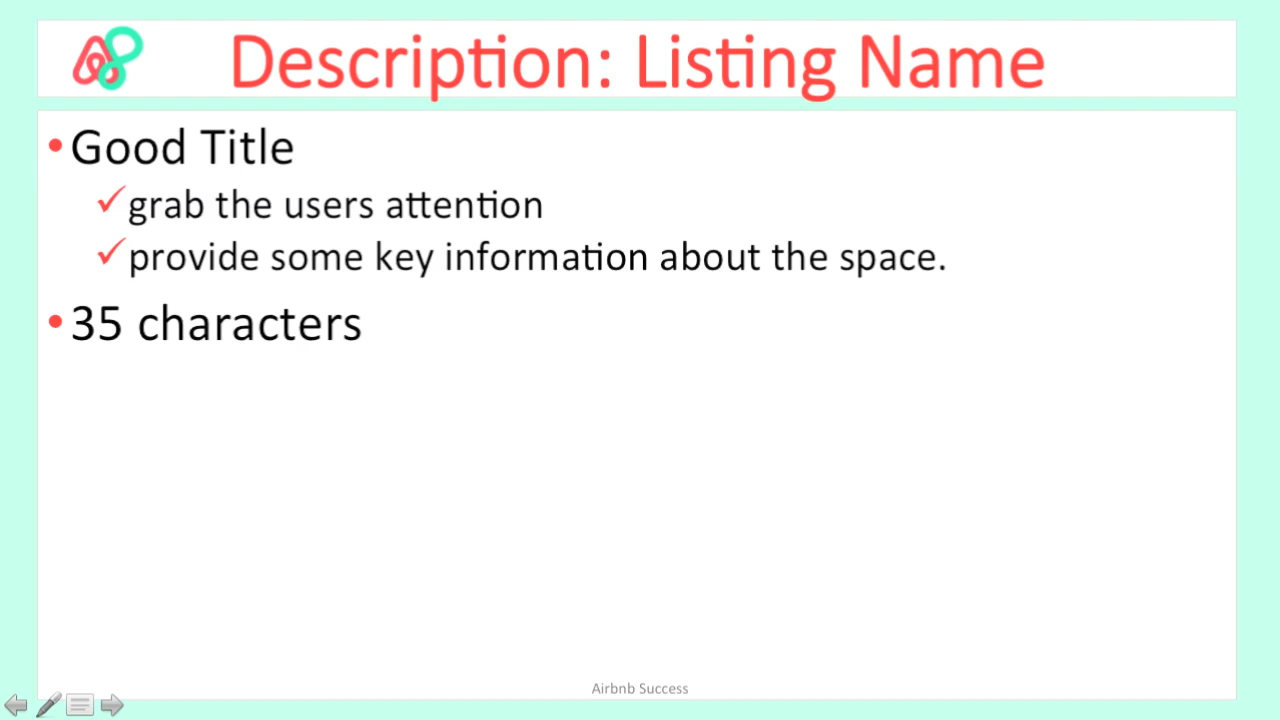 Description: Listing Name
•Good Title
✓grab the users attention
✓provide some key information about the space.
•35 characters
Airbnb Success